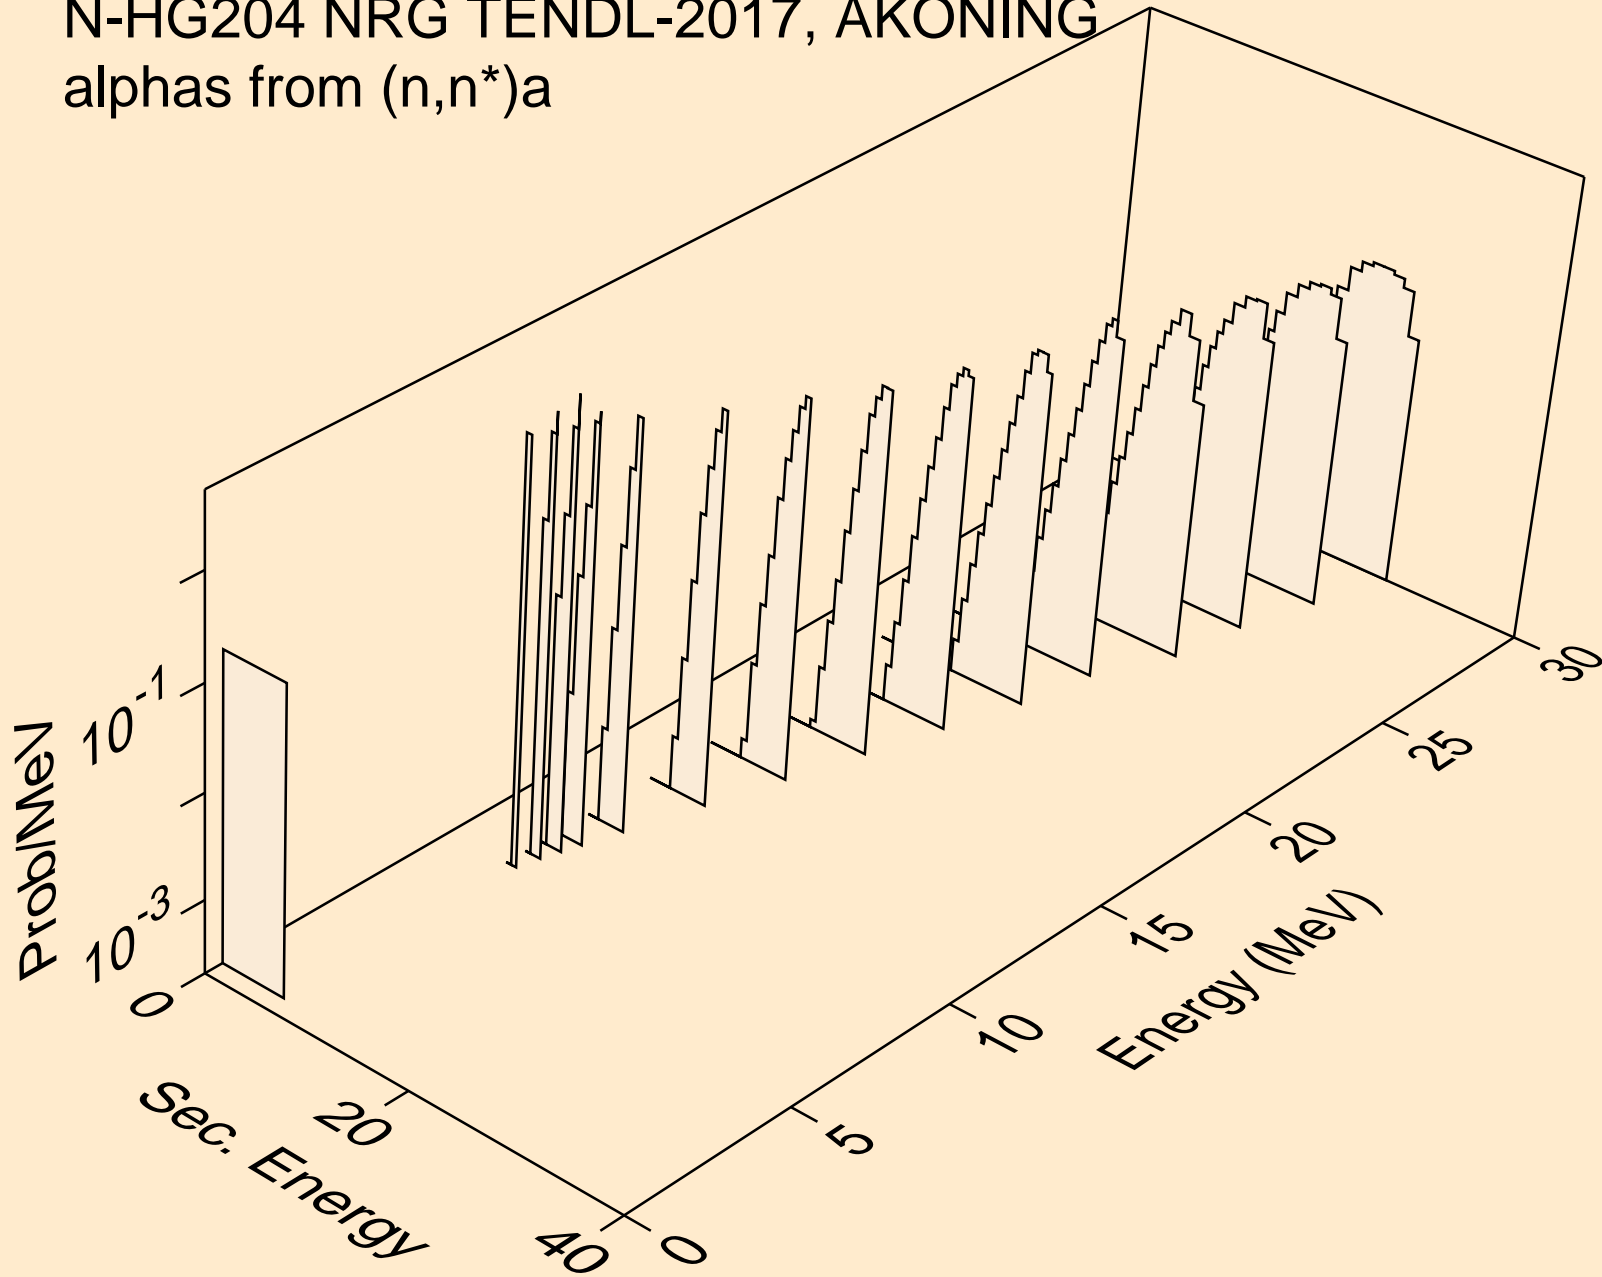 N-HG204 NRG TENDL-2017, AKONING
alphas from (n,n*)a
Prob/MeV
10-1
10-3
0
20
40
Sec. Energy
0
5
10
15
20
25
30
Energy (MeV)